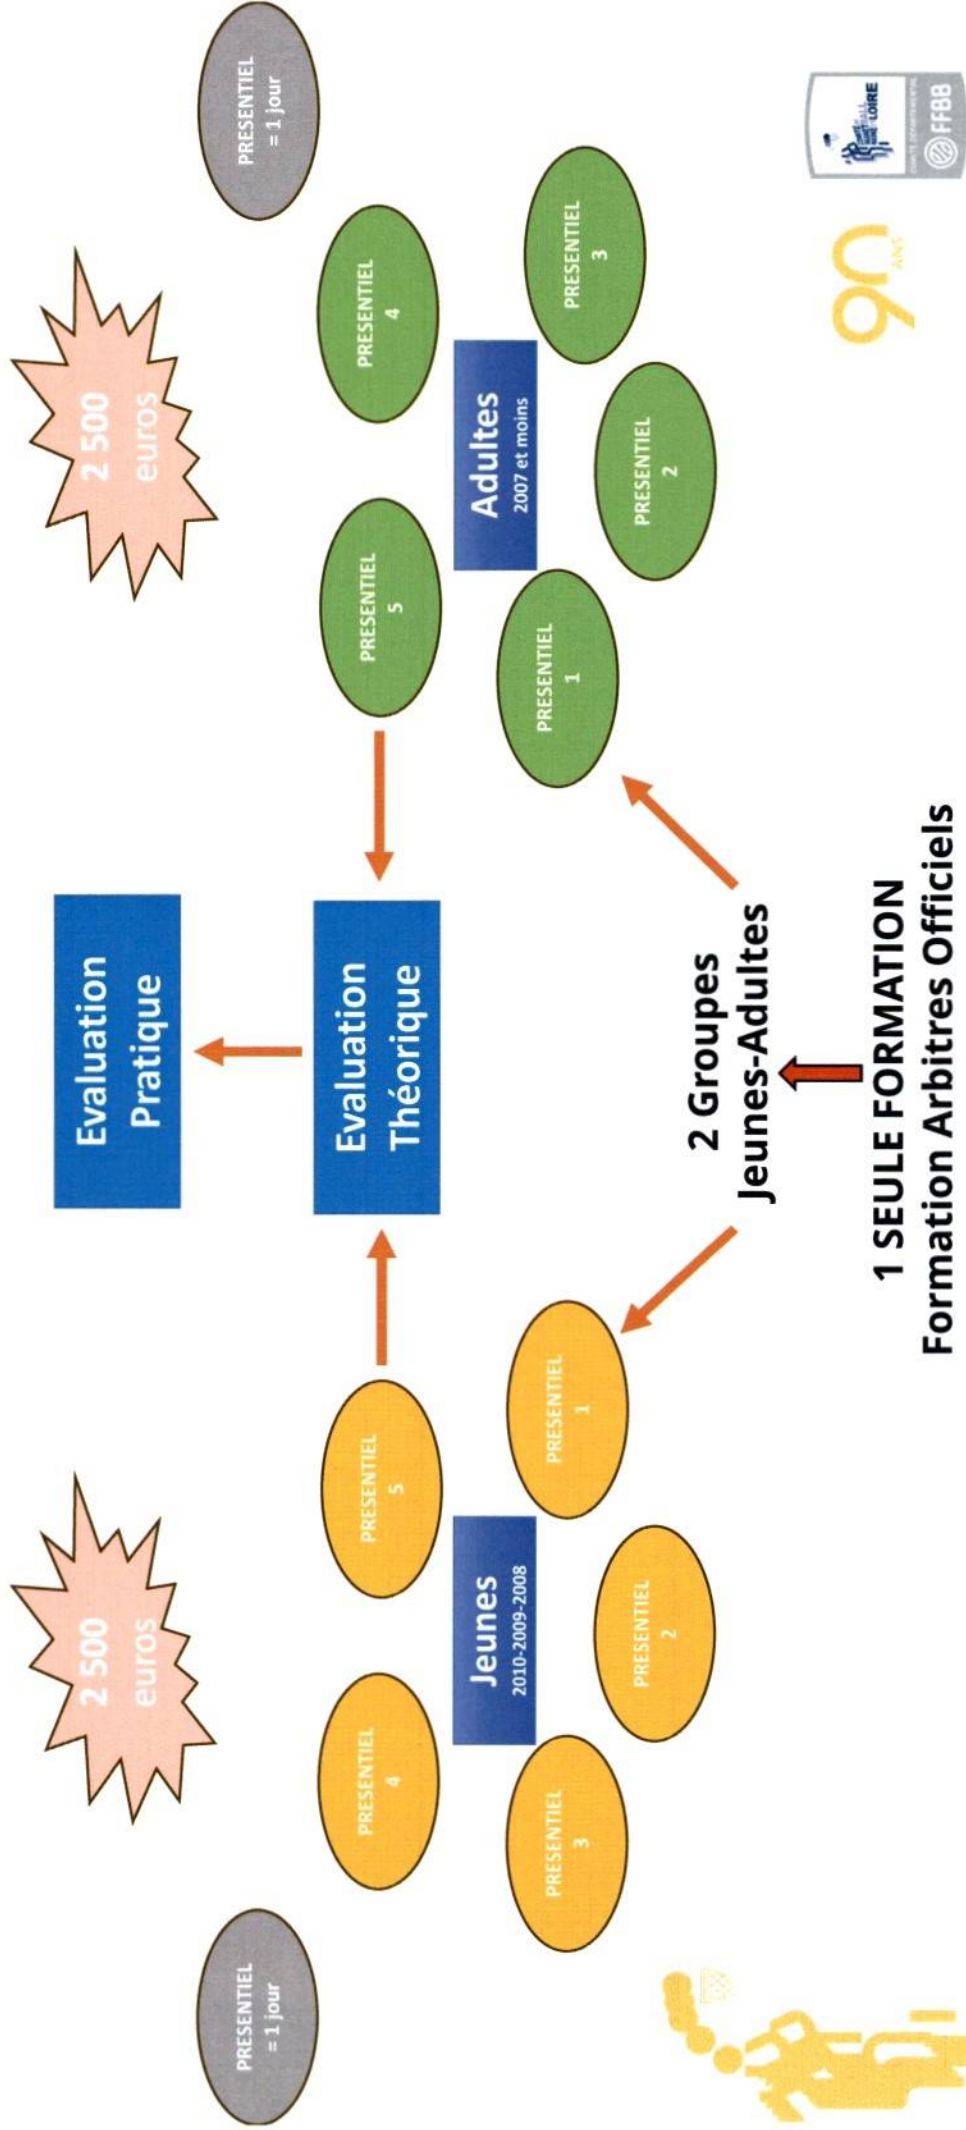 2 500
euros
Evaluation
Pratique
2 500
euros
PRESENTIEL
= 1 jour
PRESENTIEL
= 1 jour
PRESENTIEL
4
PRESENTIEL
5
Evaluation
Théorique
PRESENTIEL
5
PRESENTIEL
4
Jeunes
2010-2009-2008
Adultes
2007 et moins
PRESENTIEL
3
PRESENTIEL
1
PRESENTIEL
1
PRESENTIEL
3
PRESENTIEL
2
PRESENTIEL
2
2 Groupes
Jeunes-Adultes
1 SEULE FORMATION
Formation Arbitres Officiels
90
ANS
LOIRE
COMITÉ DÉPARTEMENTAL
FFBB